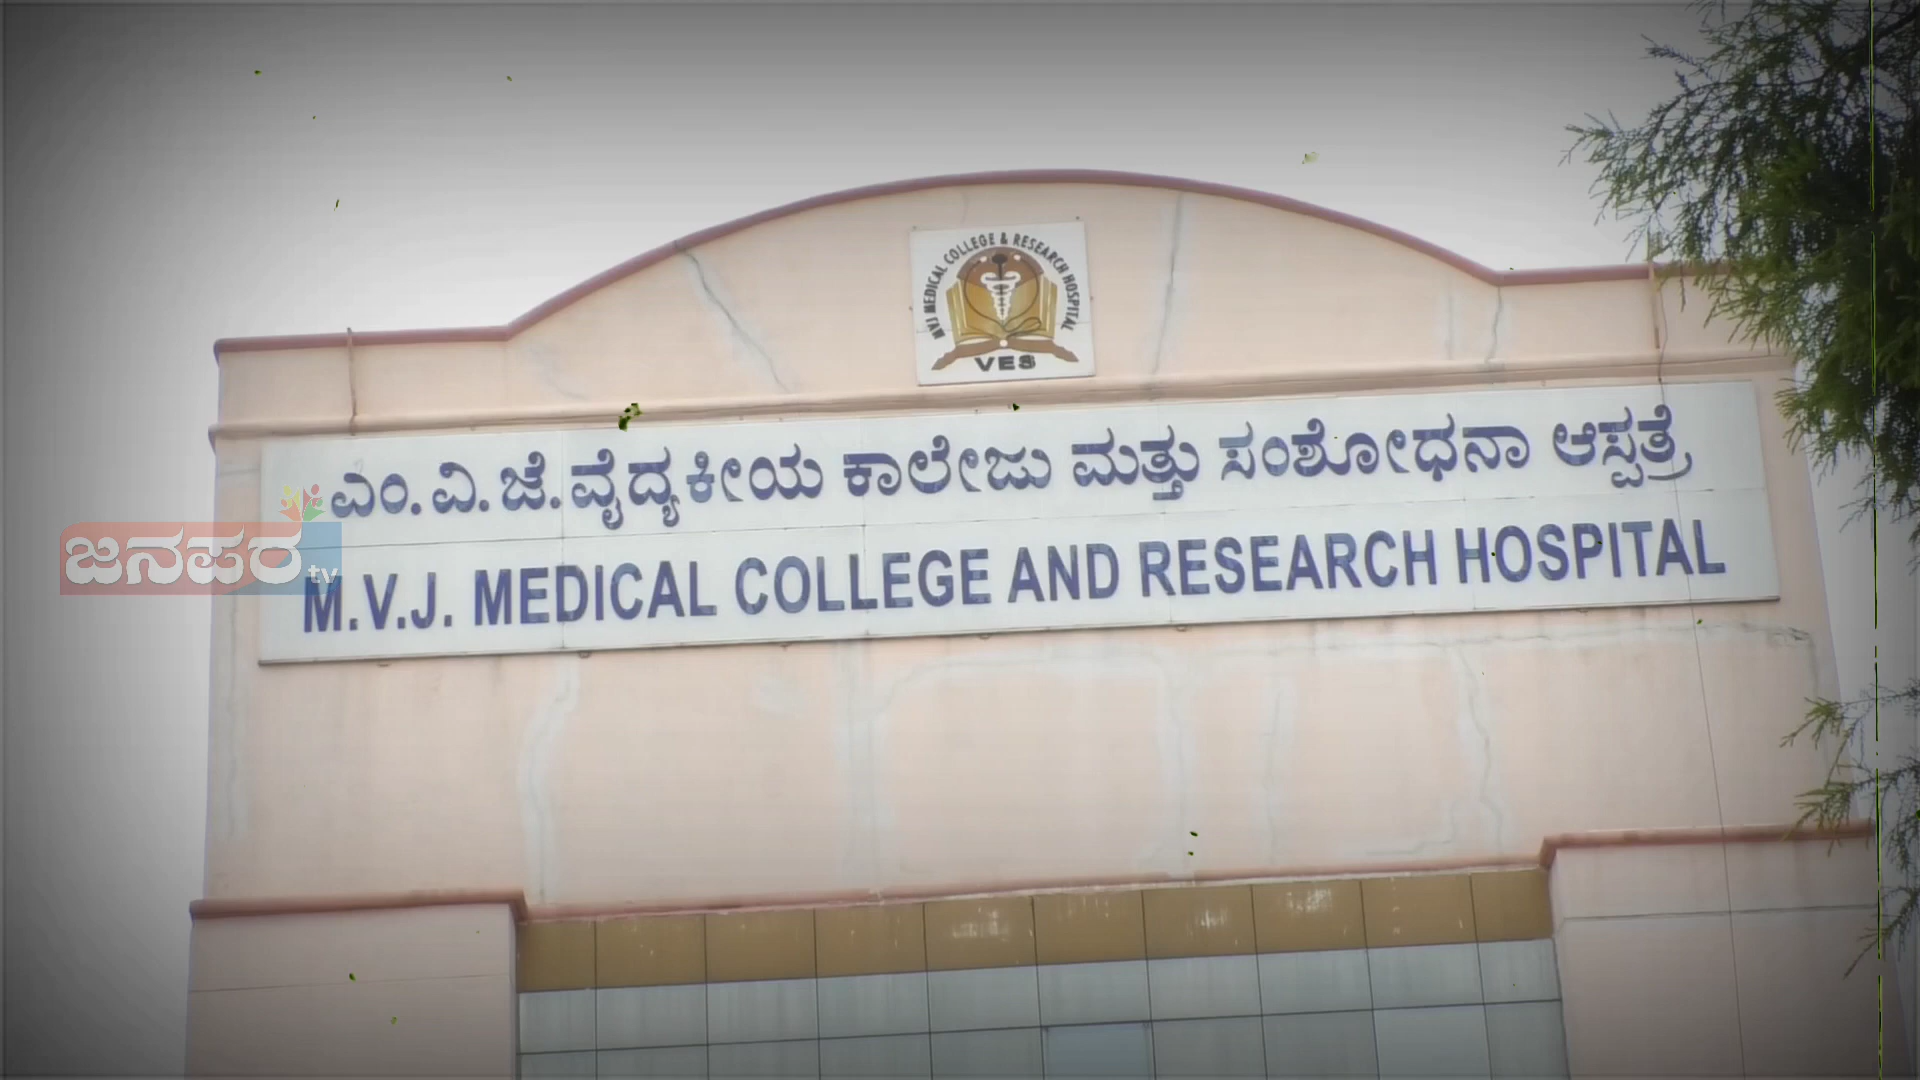 MVJ MEDICAL COLLEGE & RESEARCH HOSPITAL
VES
ಎಂ.ವಿ.ಜೆ.ವೈದ್ಯಕೀಯ ಕಾಲೇಜು ಮತ್ತು ಸಂಶೋಧನಾ ಆಸ್ಪತ್ರೆ
M.V.J. MEDICAL COLLEGE AND RESEARCH HOSPITAL
ಜನಪರ tv